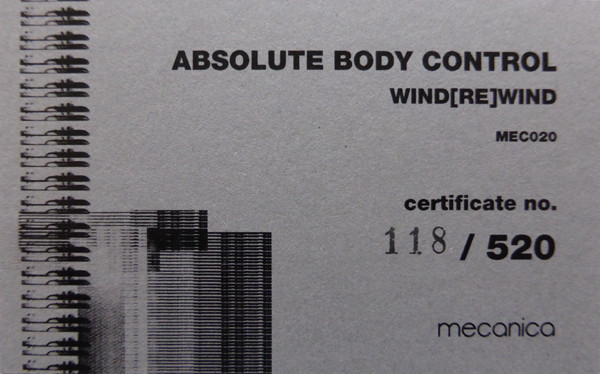 ABSOLUTE BODY CONTROL
WIND[RE]WIND
MEC020
certificate no.
118 / 520
mecanica